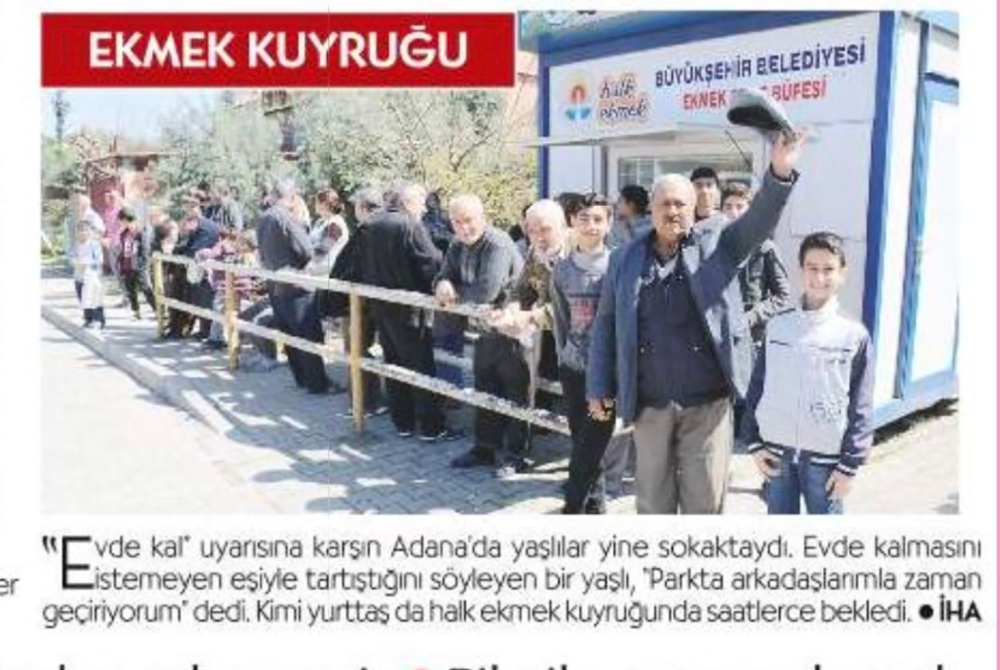 EKMEK KUYRUĞU
BÜYÜKŞEHİR BELEDİYESİ
halk
ekmek
EKMEK BÜFESİ
"Evde kal" uyarısına karşın Adana'da yaşlılar yine sokaktaydı. Evde kalmasını
istemeyen eşiyle tartıştığını söyleyen bir yaşlı, "Parkta arkadaşlarımla zaman
er
geçiriyorum" dedi. Kimi yurttaş da halk ekmek kuyruğunda saatlerce bekledi. ● İHA